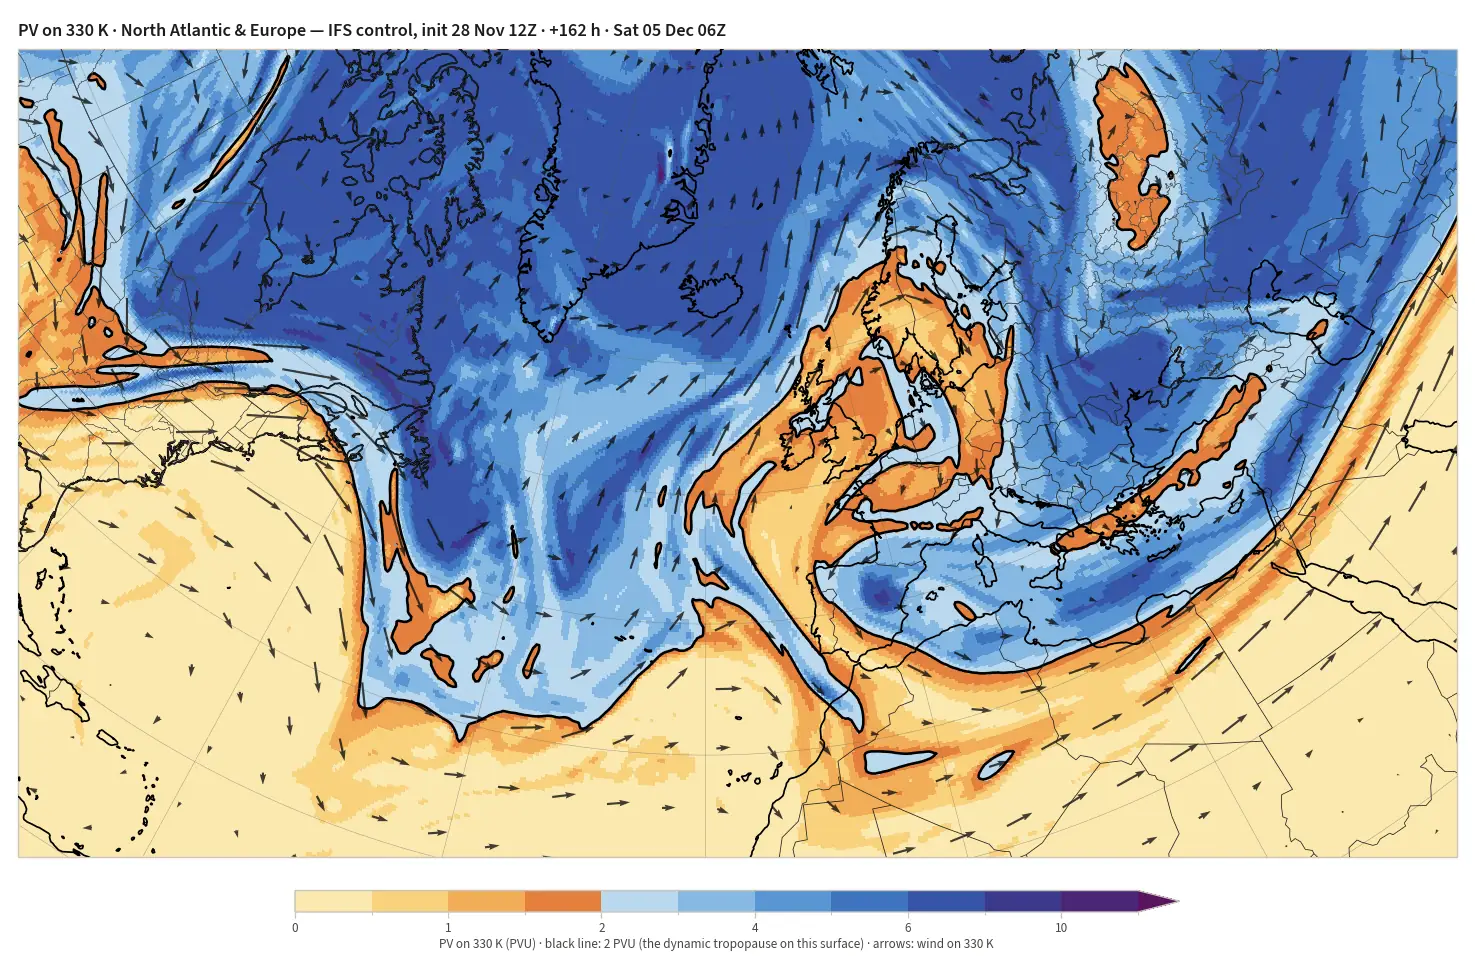 PV on 330 K · North Atlantic & Europe — IFS control, init 28 Nov 12Z · +162 h · Sat 05 Dec 06Z
0 1 2 4 6 10
PV on 330 K (PVU) · black line: 2 PVU (the dynamic tropopause on this surface) · arrows: wind on 330 K